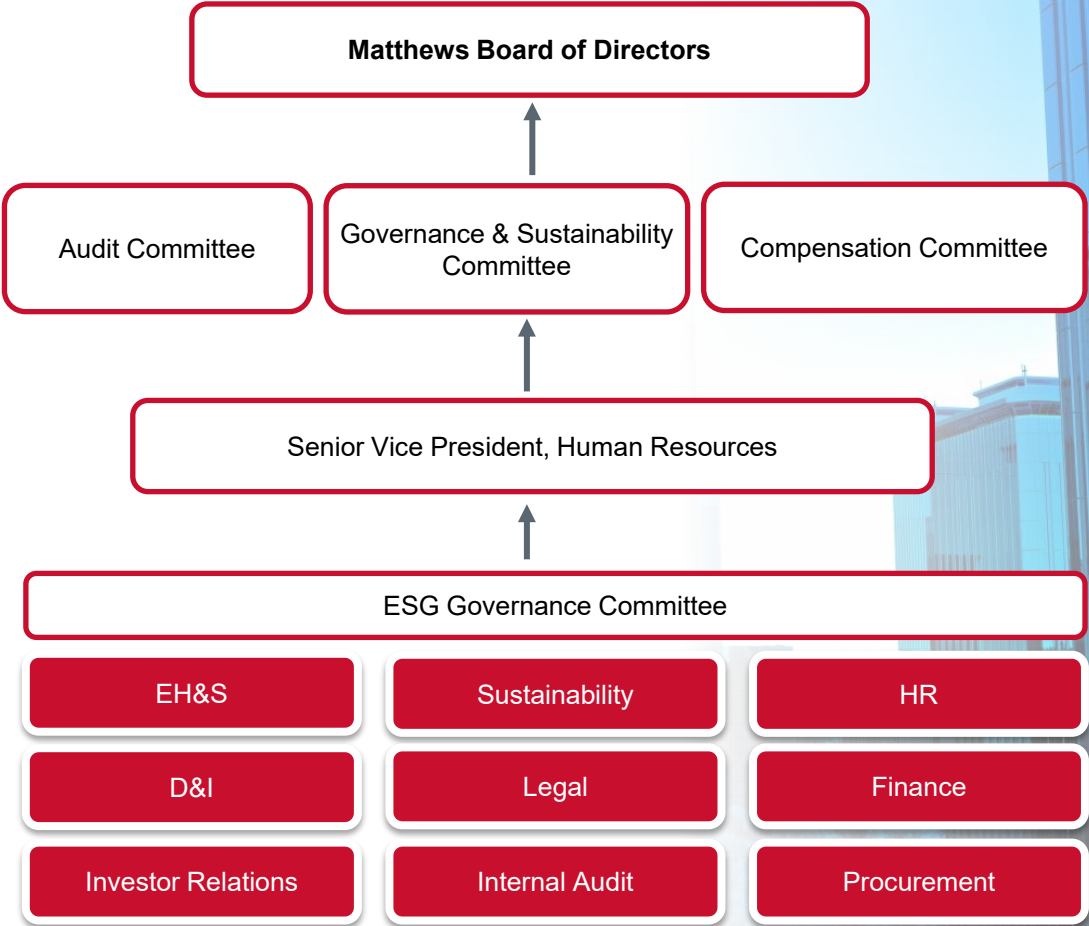 Matthews Board of Directors
Audit Committee
Governance & Sustainability
Committee
Compensation Committee
Senior Vice President, Human Resources
ESG Governance Committee
EH&S
Sustainability
HR
D&I
Legal
Finance
Investor Relations
Internal Audit
Procurement